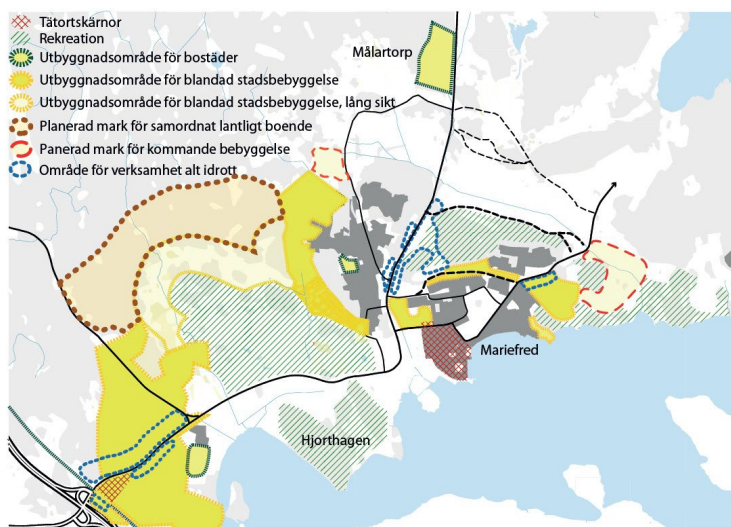 Tätortskärnor
Rekreation
Utbyggnadsområde för bostäder
Utbyggnadsområde för blandad stadsbebyggelse
Utbyggnadsområde för blandad stadsbebyggelse, lång sikt
Planerad mark för samordnat lantligt boende
Panerad mark för kommande bebyggelse
Område för verksamhet alt idrott
Målartorp
Mariefred
Hjorthagen